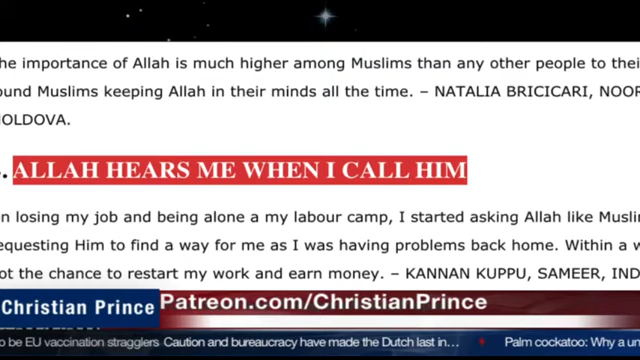 he importance of Allah is much higher among Muslims than any other people to thei
ound Muslims keeping Allah in their minds all the time. – NATALIA BRICICARI, NOOR
MOLDOVA.
. ALLAH HEARS ME WHEN I CALL HIM
n losing my job and being alone a my labour camp, I started asking Allah like Muslim
equesting Him to find a way for me as I was having problems back home. Within a w
ot the chance to restart my work and earn money. – KANNAN KUPPU, SAMEER, IND
Christian Prince
Patreon.com/ChristianPrince
to be EU vaccination stragglers Caution and bureaucracy have made the Dutch last in… Palm cockatoo: Why a un